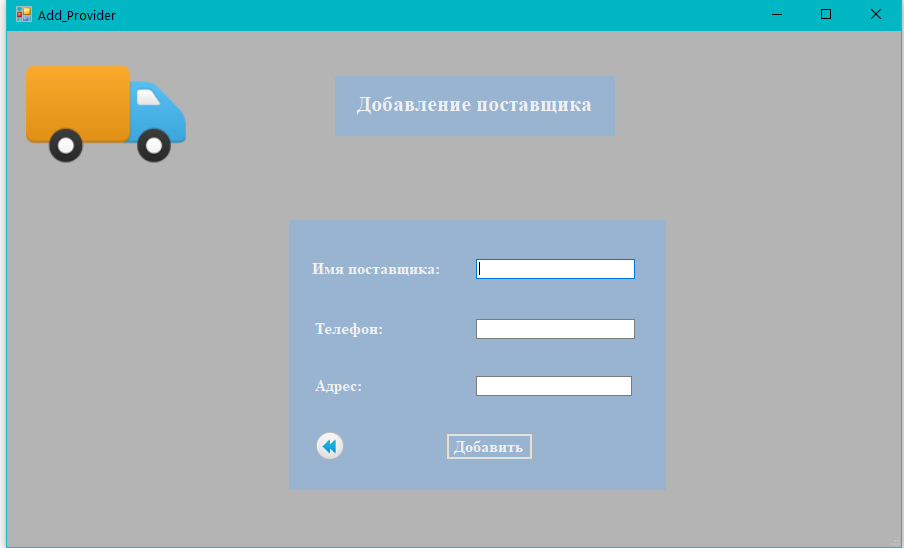 Add_Provider
Добавление поставщика
Имя поставщика:
Телефон:
Адрес:
Добавить